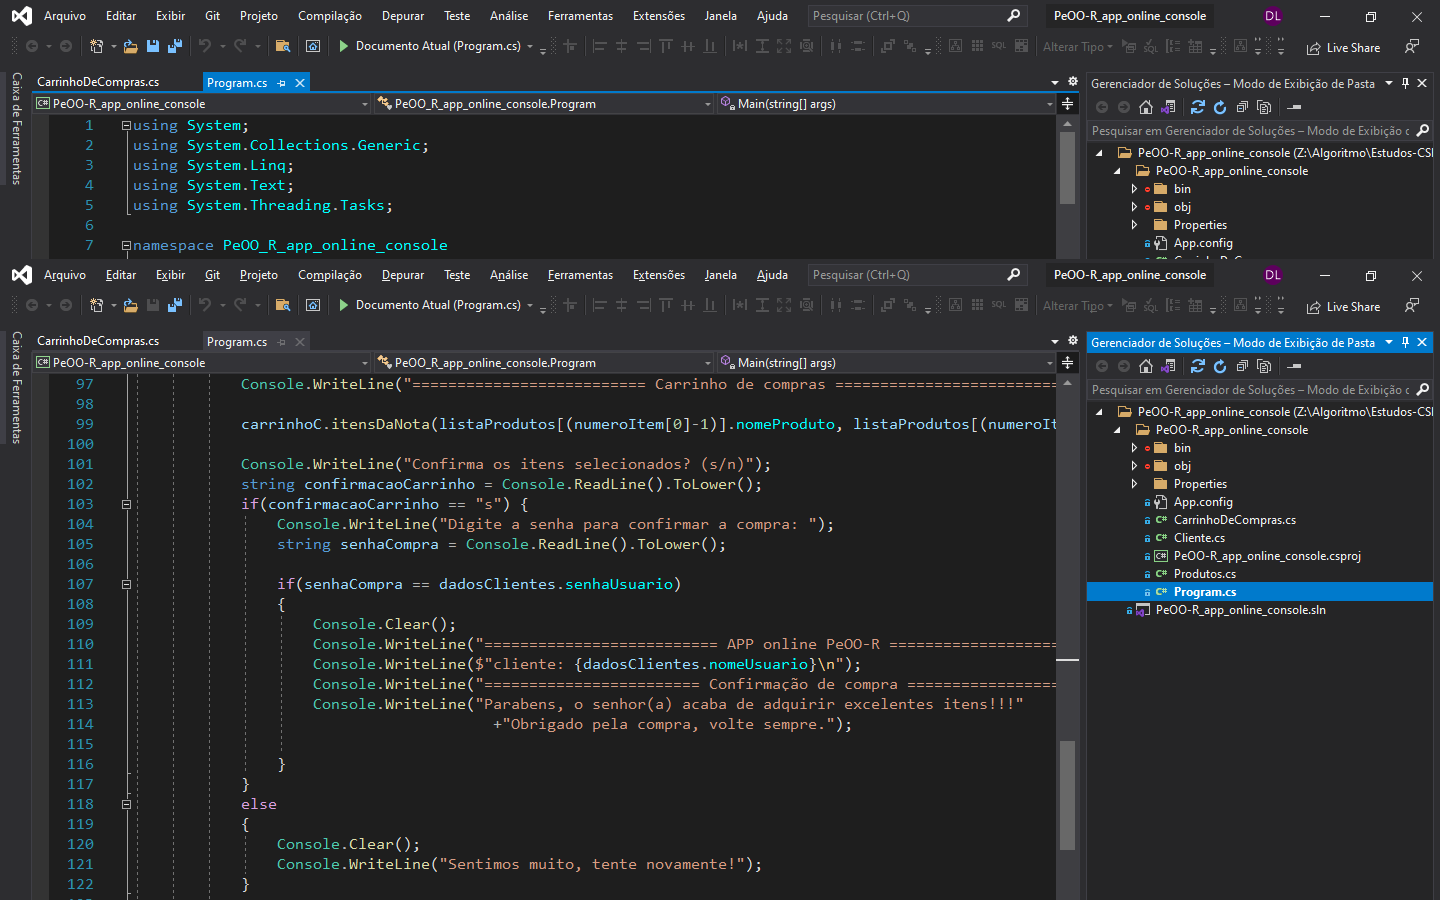 Arquivo Editar Exibir Git Projeto Compilação Depurar Teste Análise Ferramentas Extensões Janela Ajuda Pesquisar (Ctrl+Q) PeOO-R_app_online_console DL
Documento Atual (Program.cs) SQL Alterar Tipo SQL Live Share
Caixa de Ferramentas
CarrinhoDeCompras.cs Program.cs
PeOO-R_app_online_console PeOO_R_app_online_console.Program Main(string[] args)
1 using System;
2 using System.Collections.Generic;
3 using System.Linq;
4 using System.Text;
5 using System.Threading.Tasks;
6
7 namespace PeOO_R_app_online_console
Gerenciador de Soluções – Modo de Exibição de Pasta
Pesquisar em Gerenciador de Soluções – Modo de Exibição c
PeOO-R_app_online_console (Z:\Algoritmo\Estudos-CS
PeOO-R_app_online_console
bin
obj
Properties
App.config
Arquivo Editar Exibir Git Projeto Compilação Depurar Teste Análise Ferramentas Extensões Janela Ajuda Pesquisar (Ctrl+Q) PeOO-R_app_online_console DL
Documento Atual (Program.cs) SQL Alterar Tipo SQL Live Share
Caixa de Ferramentas
CarrinhoDeCompras.cs Program.cs
PeOO-R_app_online_console PeOO_R_app_online_console.Program Main(string[] args)
97 Console.WriteLine("========================== Carrinho de compras =========================
98
99 carrinhoC.itensDaNota(listaProdutos[(numeroItem[0]-1)].nomeProduto, listaProdutos[(numeroIt
100
101 Console.WriteLine("Confirma os itens selecionados? (s/n)");
102 string confirmacaoCarrinho = Console.ReadLine().ToLower();
103 if(confirmacaoCarrinho == "s") {
104 Console.WriteLine("Digite a senha para confirmar a compra: ");
105 string senhaCompra = Console.ReadLine().ToLower();
106
107 if(senhaCompra == dadosClientes.senhaUsuario)
108 {
109 Console.Clear();
110 Console.WriteLine("========================== APP online PeOO-R ===================
111 Console.WriteLine($"cliente: {dadosClientes.nomeUsuario}\n");
112 Console.WriteLine("======================== Confirmação de compra =================
113 Console.WriteLine("Parabens, o senhor(a) acaba de adquirir excelentes itens!!!"
114 +"Obrigado pela compra, volte sempre.");
115
116 }
117 }
118 else
119 {
120 Console.Clear();
121 Console.WriteLine("Sentimos muito, tente novamente!");
122 }
Gerenciador de Soluções – Modo de Exibição de Pasta
Pesquisar em Gerenciador de Soluções – Modo de Exibição c
PeOO-R_app_online_console (Z:\Algoritmo\Estudos-CS
PeOO-R_app_online_console
bin
obj
Properties
App.config
CarrinhoDeCompras.cs
Cliente.cs
PeOO-R_app_online_console.csproj
Produtos.cs
Program.cs
PeOO-R_app_online_console.sln